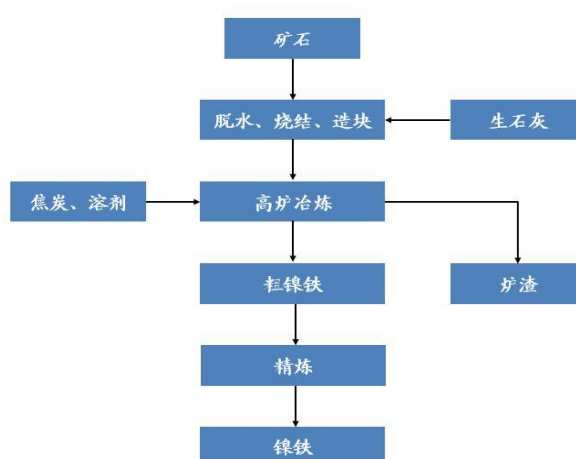 矿石
脱水、烧结、造块
生石灰
焦炭、溶剂
高炉冶炼
粗镍铁
炉渣
精炼
镍铁